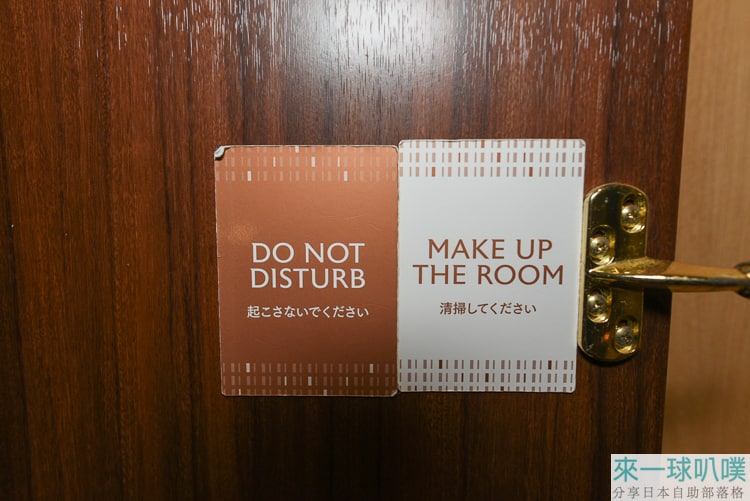 DO NOT
DISTURB
起こさないでください
MAKE UP
THE ROOM
清掃してください
來一球叭噗
分享日本自助部落格